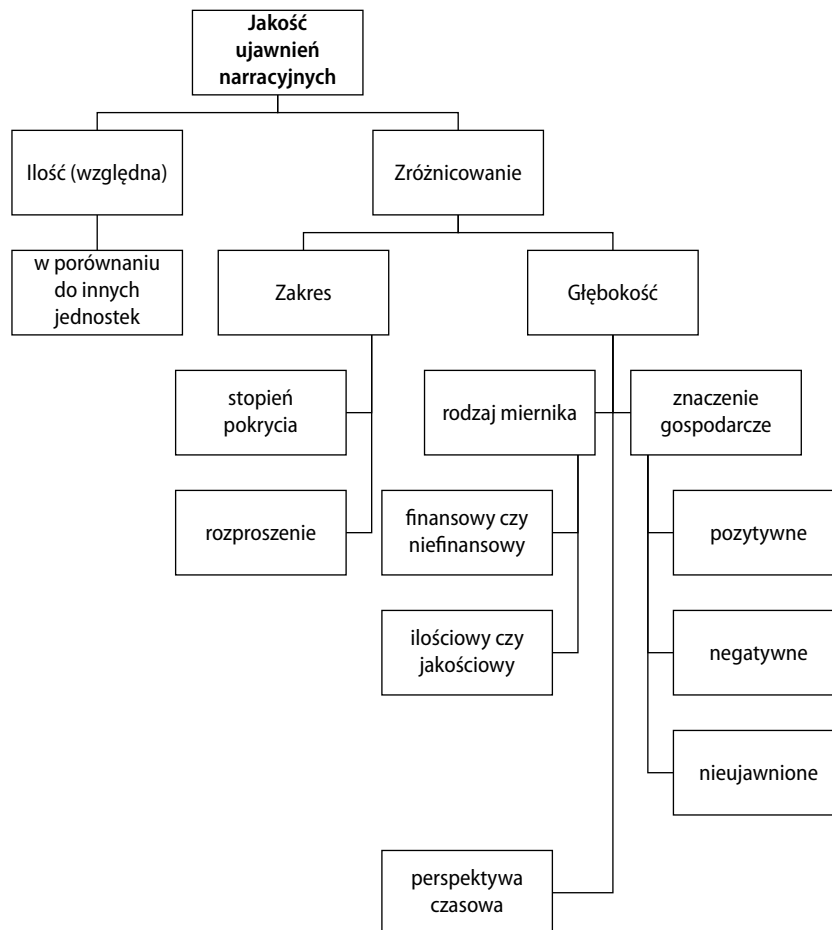 Jakość
ujawnień
narracyjnych
Ilość (względna)
Zróżnicowanie
w porównaniu
do innych
jednostek
Zakres
Głębokość
stopień
pokrycia
rodzaj miernika
znaczenie
gospodarcze
rozproszenie
finansowy czy
niefinansowy
pozytywne
ilościowy czy
jakościowy
negatywne
nieujawnione
perspektywa
czasowa